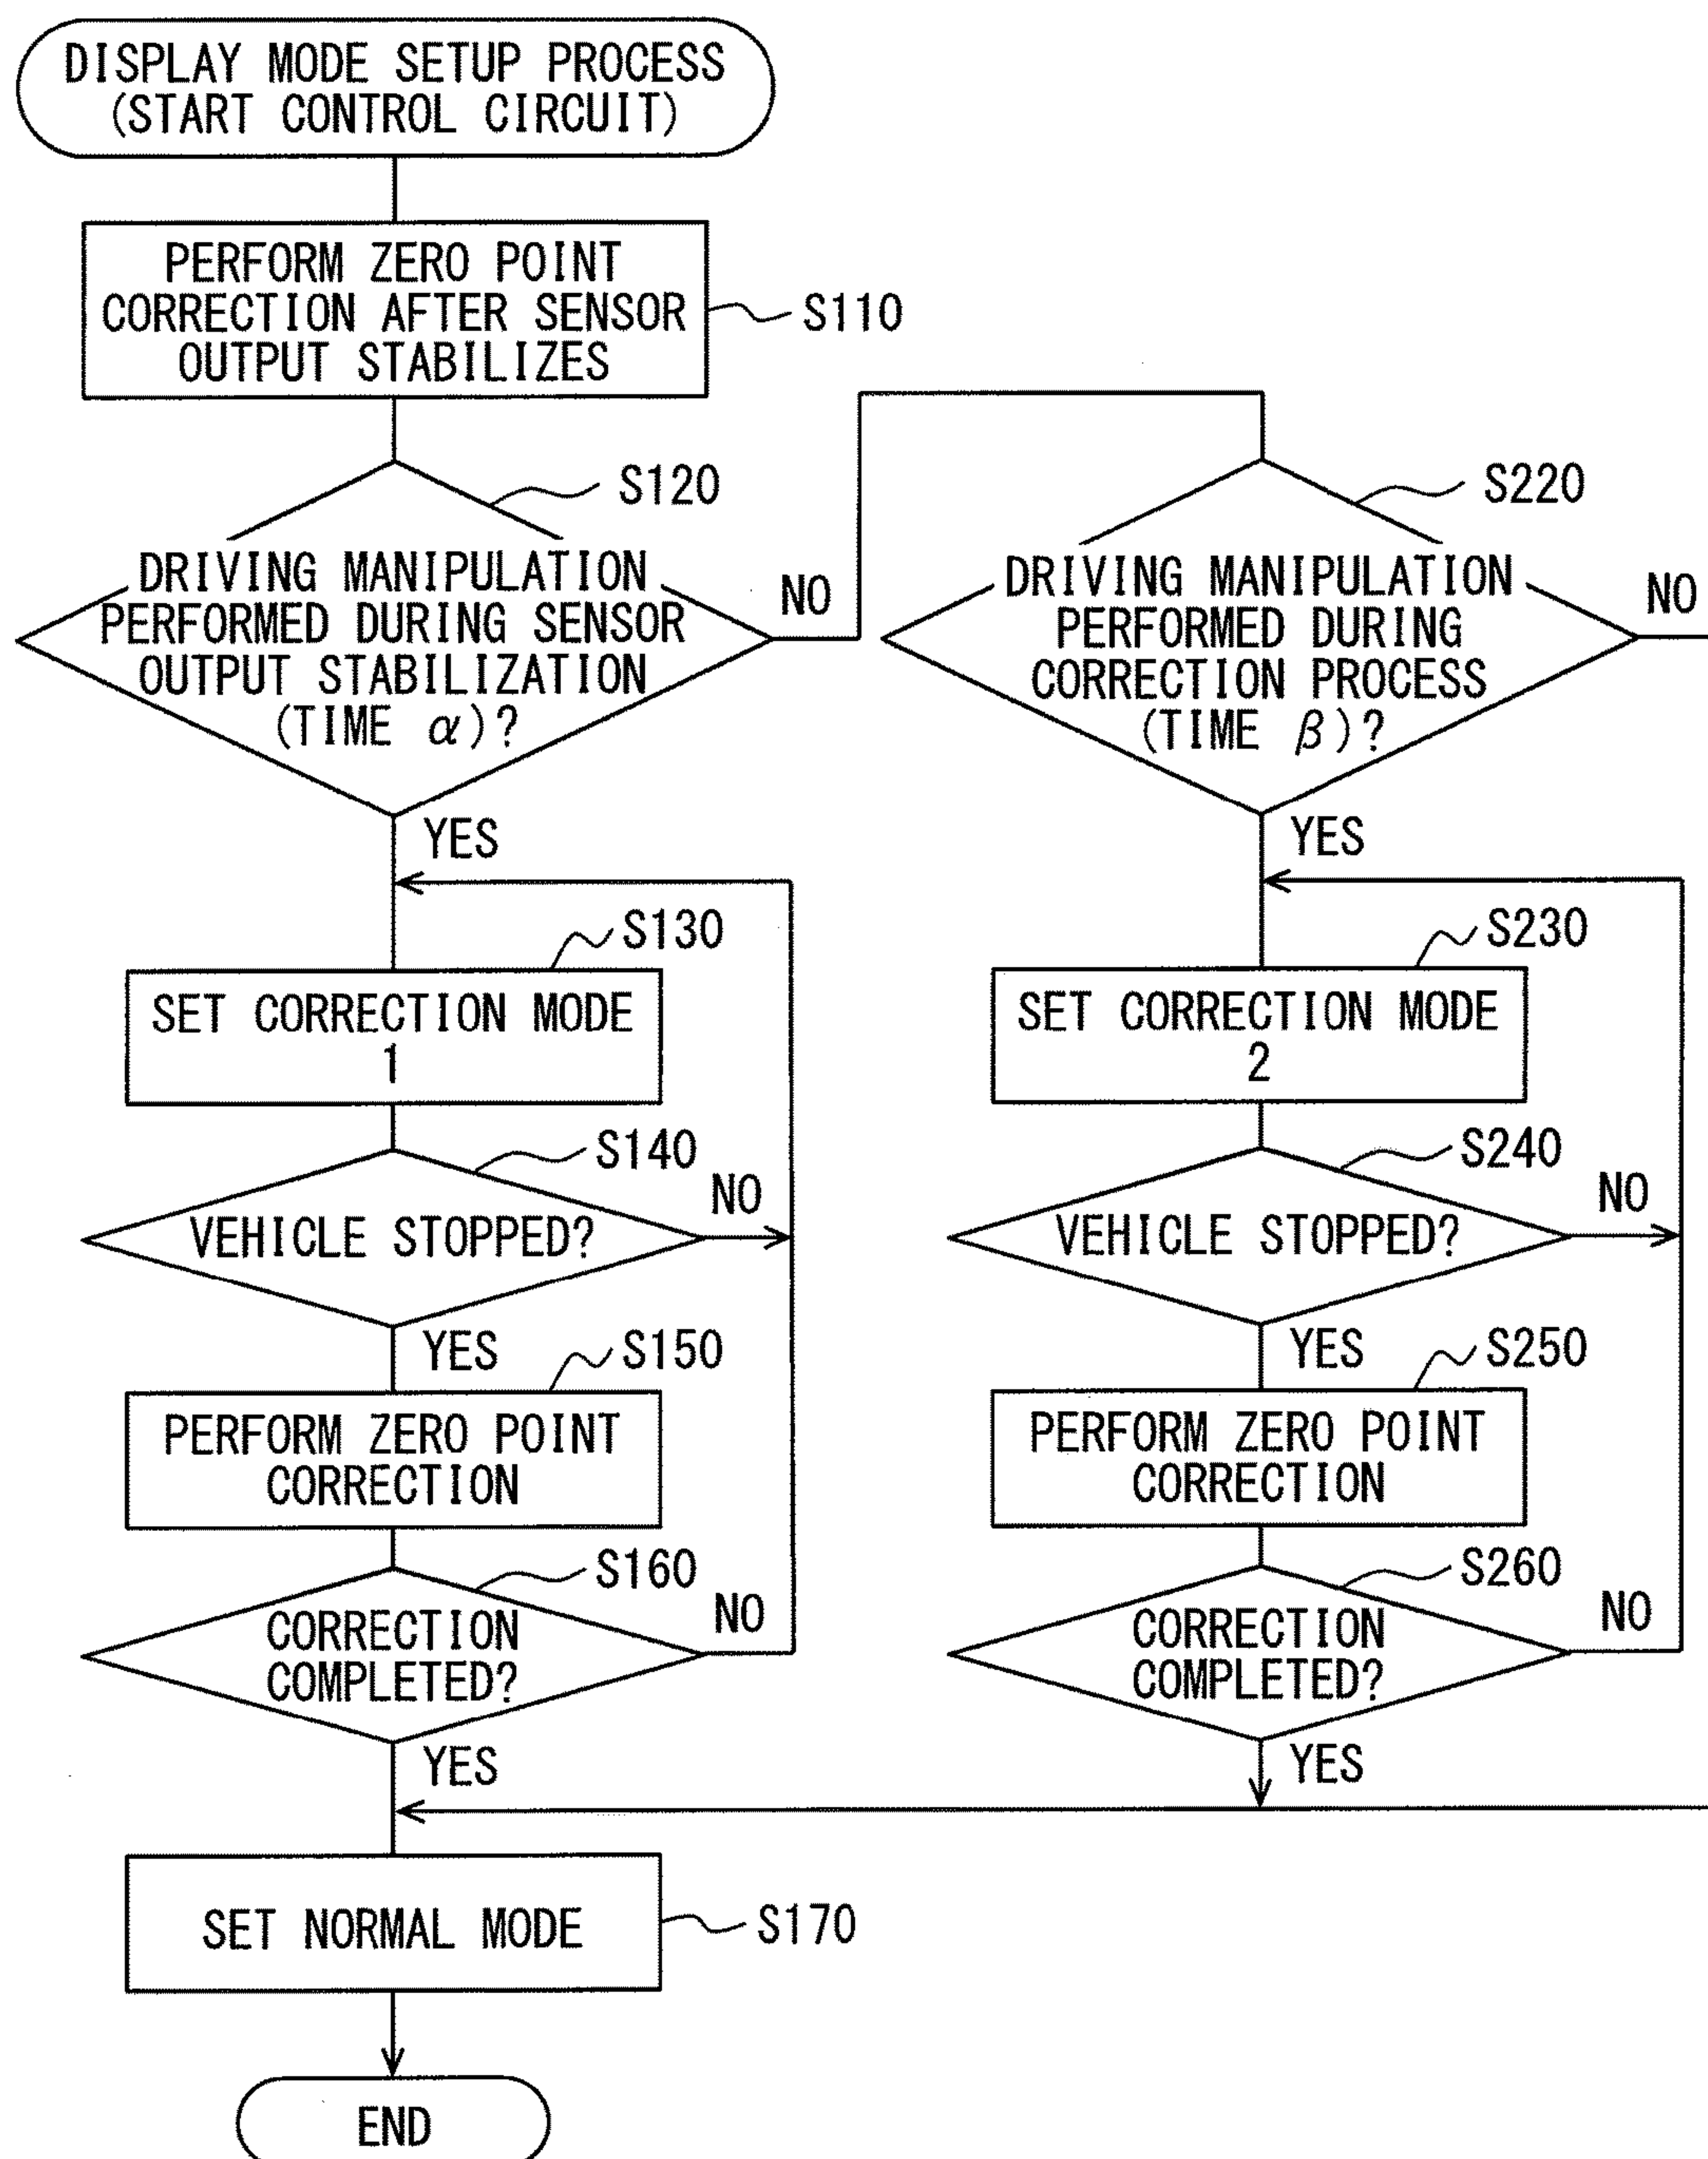 DISPLAY MODE SETUP PROCESS
(START CONTROL CIRCUIT)
PERFORM ZERO POINT
CORRECTION AFTER SENSOR
OUTPUT STABILIZES
S110
S120
DRIVING MANIPULATION
PERFORMED DURING SENSOR
OUTPUT STABILIZATION
(TIME α)?
NO
YES
S130
SET CORRECTION MODE
1
S140
VEHICLE STOPPED?
NO
YES
S150
PERFORM ZERO POINT
CORRECTION
S160
CORRECTION
COMPLETED?
NO
YES
S220
DRIVING MANIPULATION
PERFORMED DURING
CORRECTION PROCESS
(TIME β)?
NO
YES
S230
SET CORRECTION MODE
2
S240
VEHICLE STOPPED?
NO
YES
S250
PERFORM ZERO POINT
CORRECTION
S260
CORRECTION
COMPLETED?
NO
YES
SET NORMAL MODE
S170
END